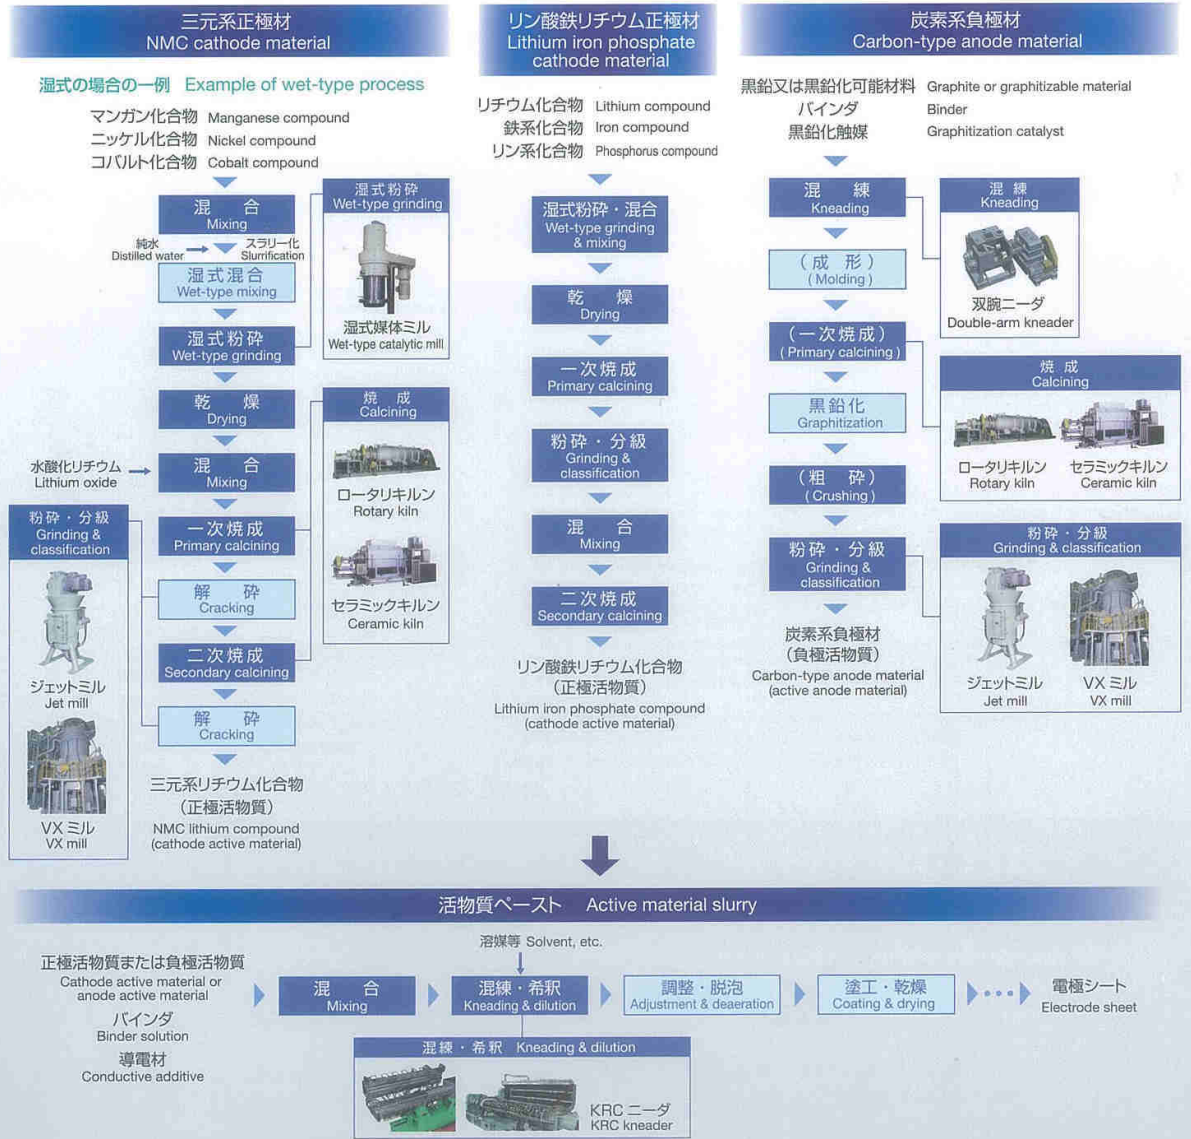 三元系正極材
NMC cathode material
湿式の場合の一例 Example of wet-type process
マンガン化合物 Manganese compound
ニッケル化合物 Nickel compound
コバルト化合物 Cobalt compound
混 合
Mixing
純水
Distilled water
スラリー化
Slurrification
湿式混合
Wet-type mixing
湿式粉砕
Wet-type grinding
乾 燥
Drying
水酸化リチウム
Lithium oxide
混 合
Mixing
一次焼成
Primary calcining
解 砕
Cracking
二次焼成
Secondary calcining
解 砕
Cracking
三元系リチウム化合物
(正極活物質)
NMC lithium compound
(cathode active material)
湿式粉砕
Wet-type grinding
湿式媒体ミル
Wet-type catalytic mill
焼 成
Calcining
ロータリキルン
Rotary kiln
セラミックキルン
Ceramic kiln
粉砕・分級
Grinding &
classification
ジェットミル
Jet mill
VX ミル
VX mill
リン酸鉄リチウム正極材
Lithium iron phosphate
cathode material
リチウム化合物 Lithium compound
鉄系化合物 Iron compound
リン系化合物 Phosphorus compound
湿式粉砕・混合
Wet-type grinding
& mixing
乾 燥
Drying
一次焼成
Primary calcining
粉砕・分級
Grinding &
classification
混 合
Mixing
二次焼成
Secondary calcining
リン酸鉄リチウム化合物
(正極活物質)
Lithium iron phosphate compound
(cathode active material)
炭素系負極材
Carbon-type anode material
黒鉛又は黒鉛化可能材料 Graphite or graphitizable material
バインダ Binder
黒鉛化触媒 Graphitization catalyst
混 練
Kneading
(成 形)
(Molding)
(一次焼成)
(Primary calcining)
黒鉛化
Graphitization
(粗 砕)
(Crushing)
粉砕・分級
Grinding &
classification
炭素系負極材
(負極活物質)
Carbon-type anode material
(active anode material)
混 練
Kneading
双腕ニーダ
Double-arm kneader
焼 成
Calcining
ロータリキルン
Rotary kiln
セラミックキルン
Ceramic kiln
粉砕・分級
Grinding & classification
ジェットミル
Jet mill
VX ミル
VX mill
活物質ペースト Active material slurry
正極活物質または負極活物質
Cathode active material or
anode active material
バインダ
Binder solution
導電材
Conductive additive
混 合
Mixing
溶媒等 Solvent, etc.
混練・希釈
Kneading & dilution
調整・脱泡
Adjustment & deaeration
塗工・乾燥
Coating & drying
電極シート
Electrode sheet
混練・希釈 Kneading & dilution
KRC ニーダ
KRC kneader